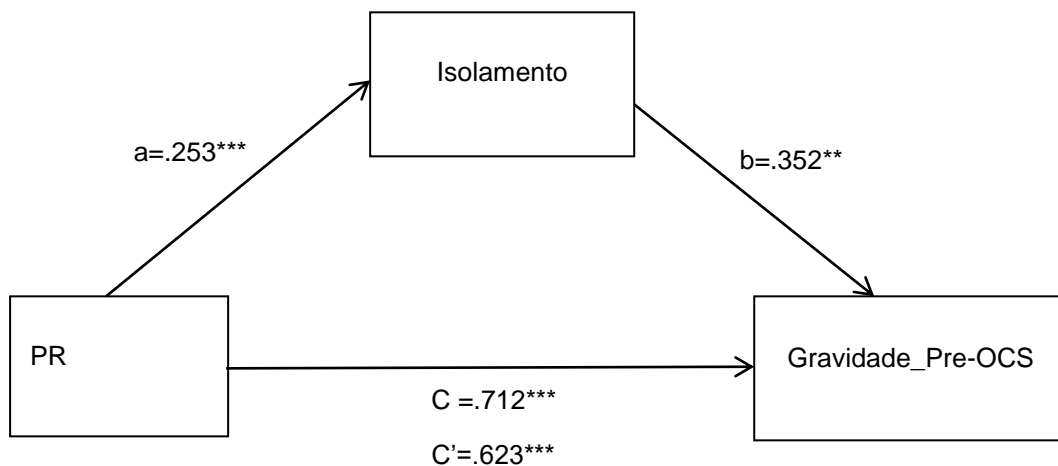 Isolamento
a=.253***
b=.352**
PR
Gravidade_Pre-OCS
C =.712***
C’=.623***